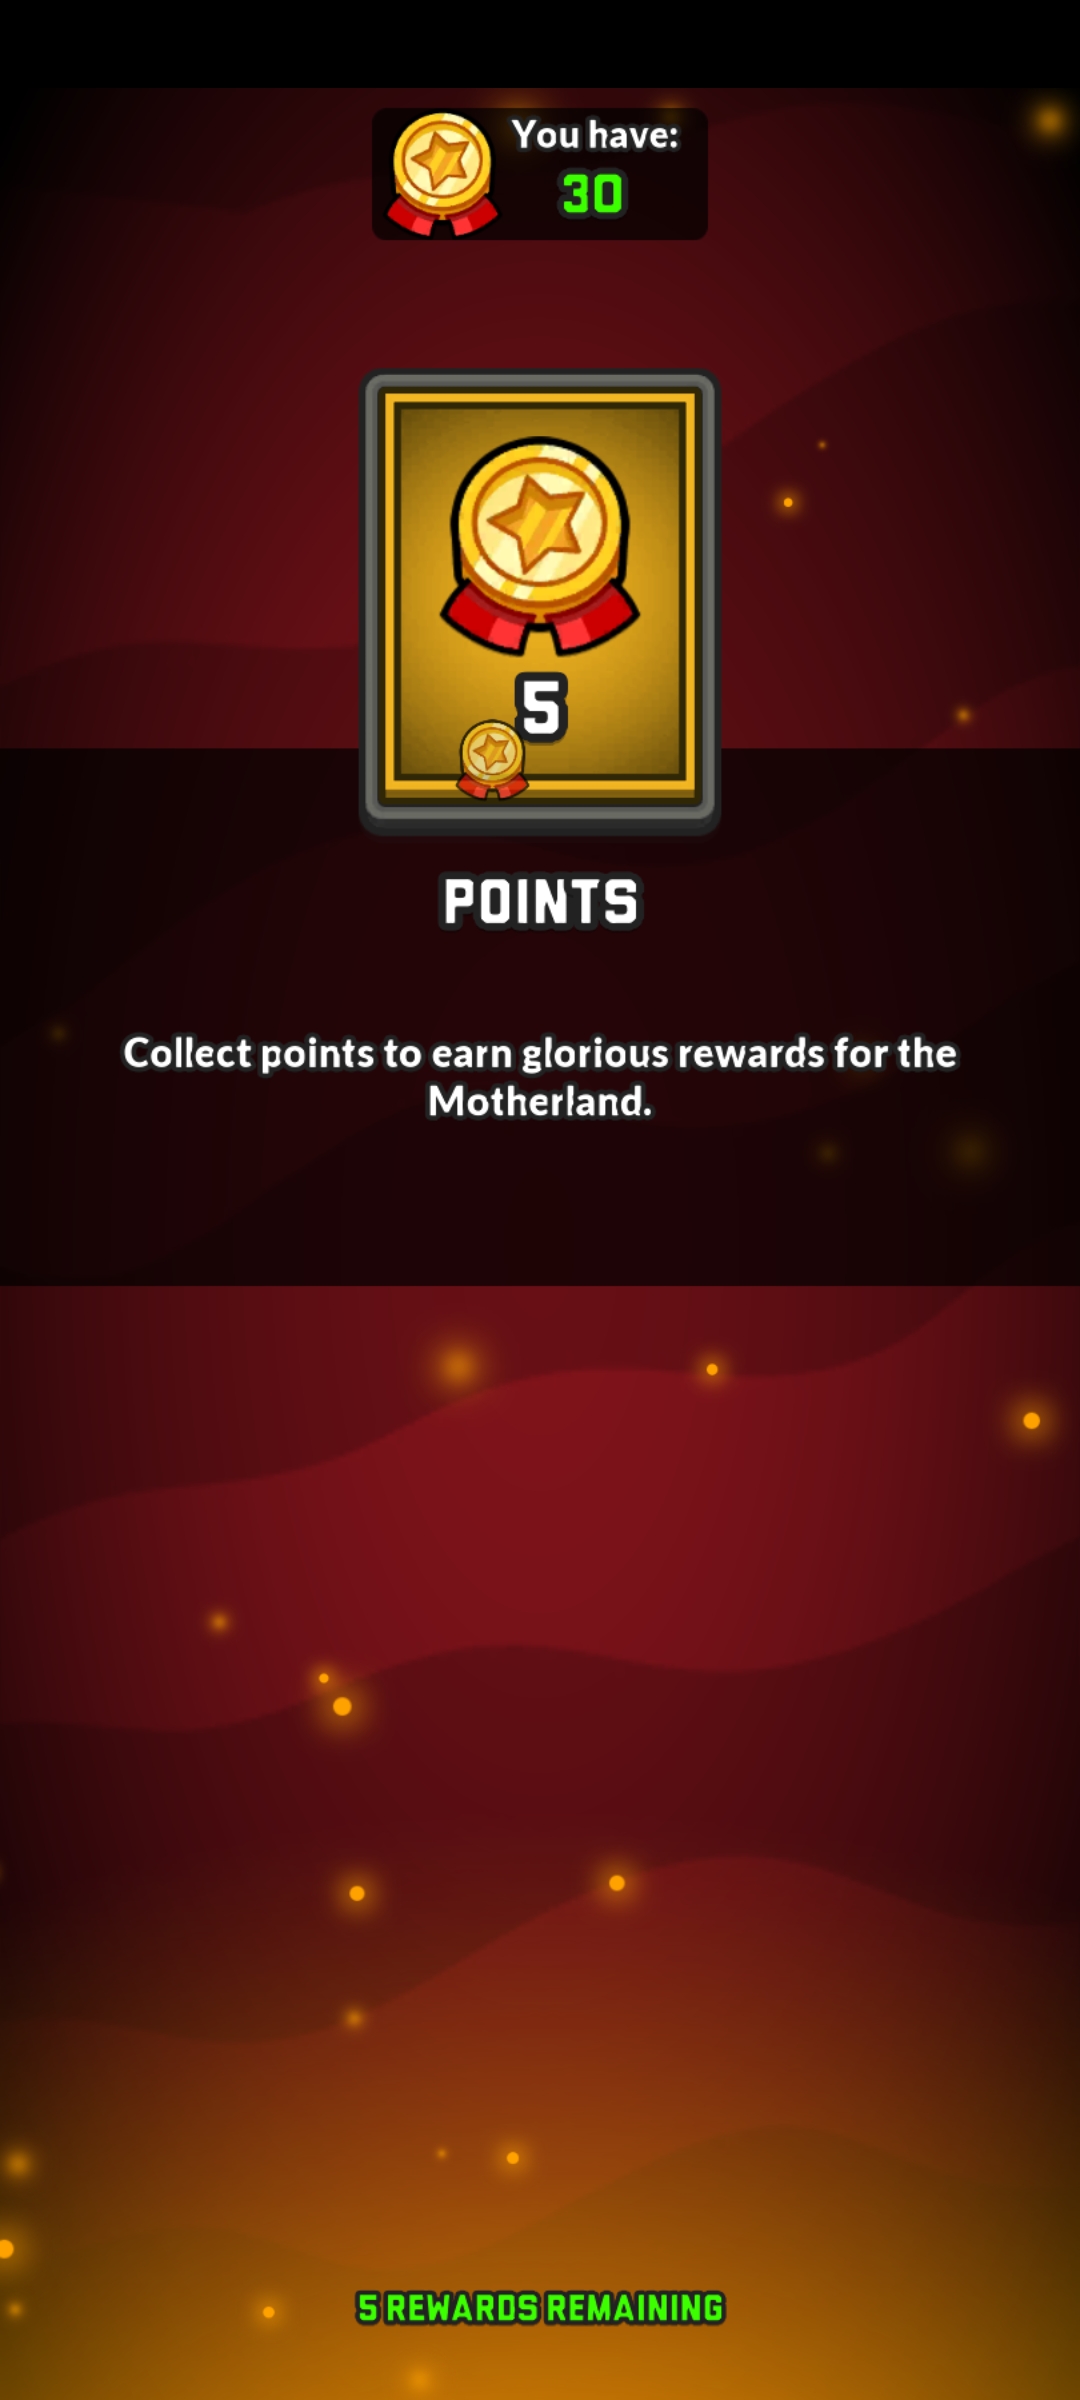 You have:
30
5
POINTS
Collect points to earn glorious rewards for the
Motherland.
5 REWARDS REMAINING